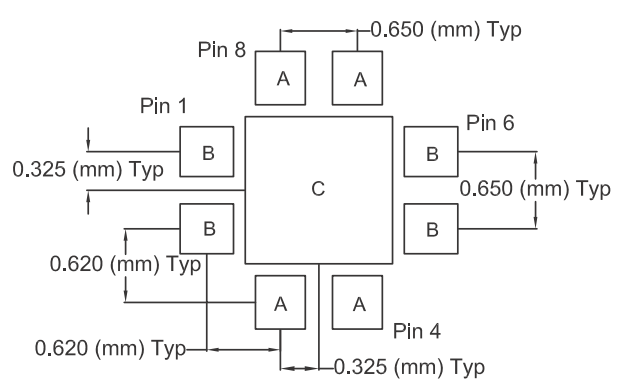 0.650 (mm) Typ
Pin 8
A
A
Pin 1
Pin 6
B
B
0.325 (mm) Typ
C
0.650 (mm) Typ
B
B
0.620 (mm) Typ
A
A
Pin 4
0.620 (mm) Typ
0.325 (mm) Typ